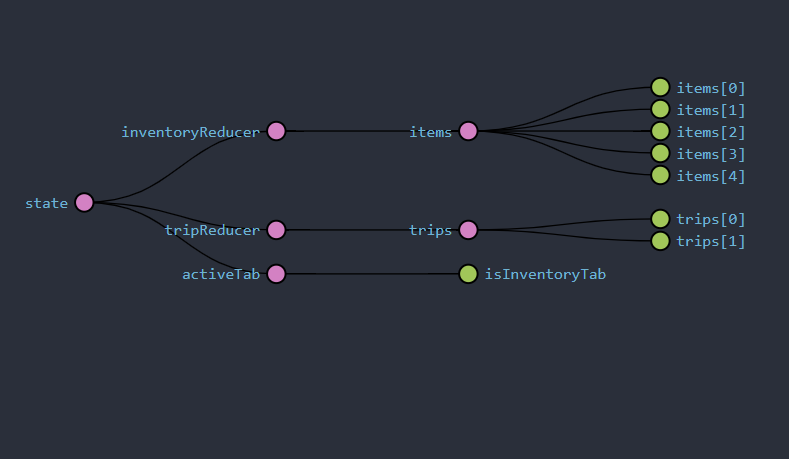 items[0]
items[1]
inventoryReducer items items[2]
items[3]
items[4]
state
trips[0]
tripReducer trips
trips[1]
activeTab isInventoryTab